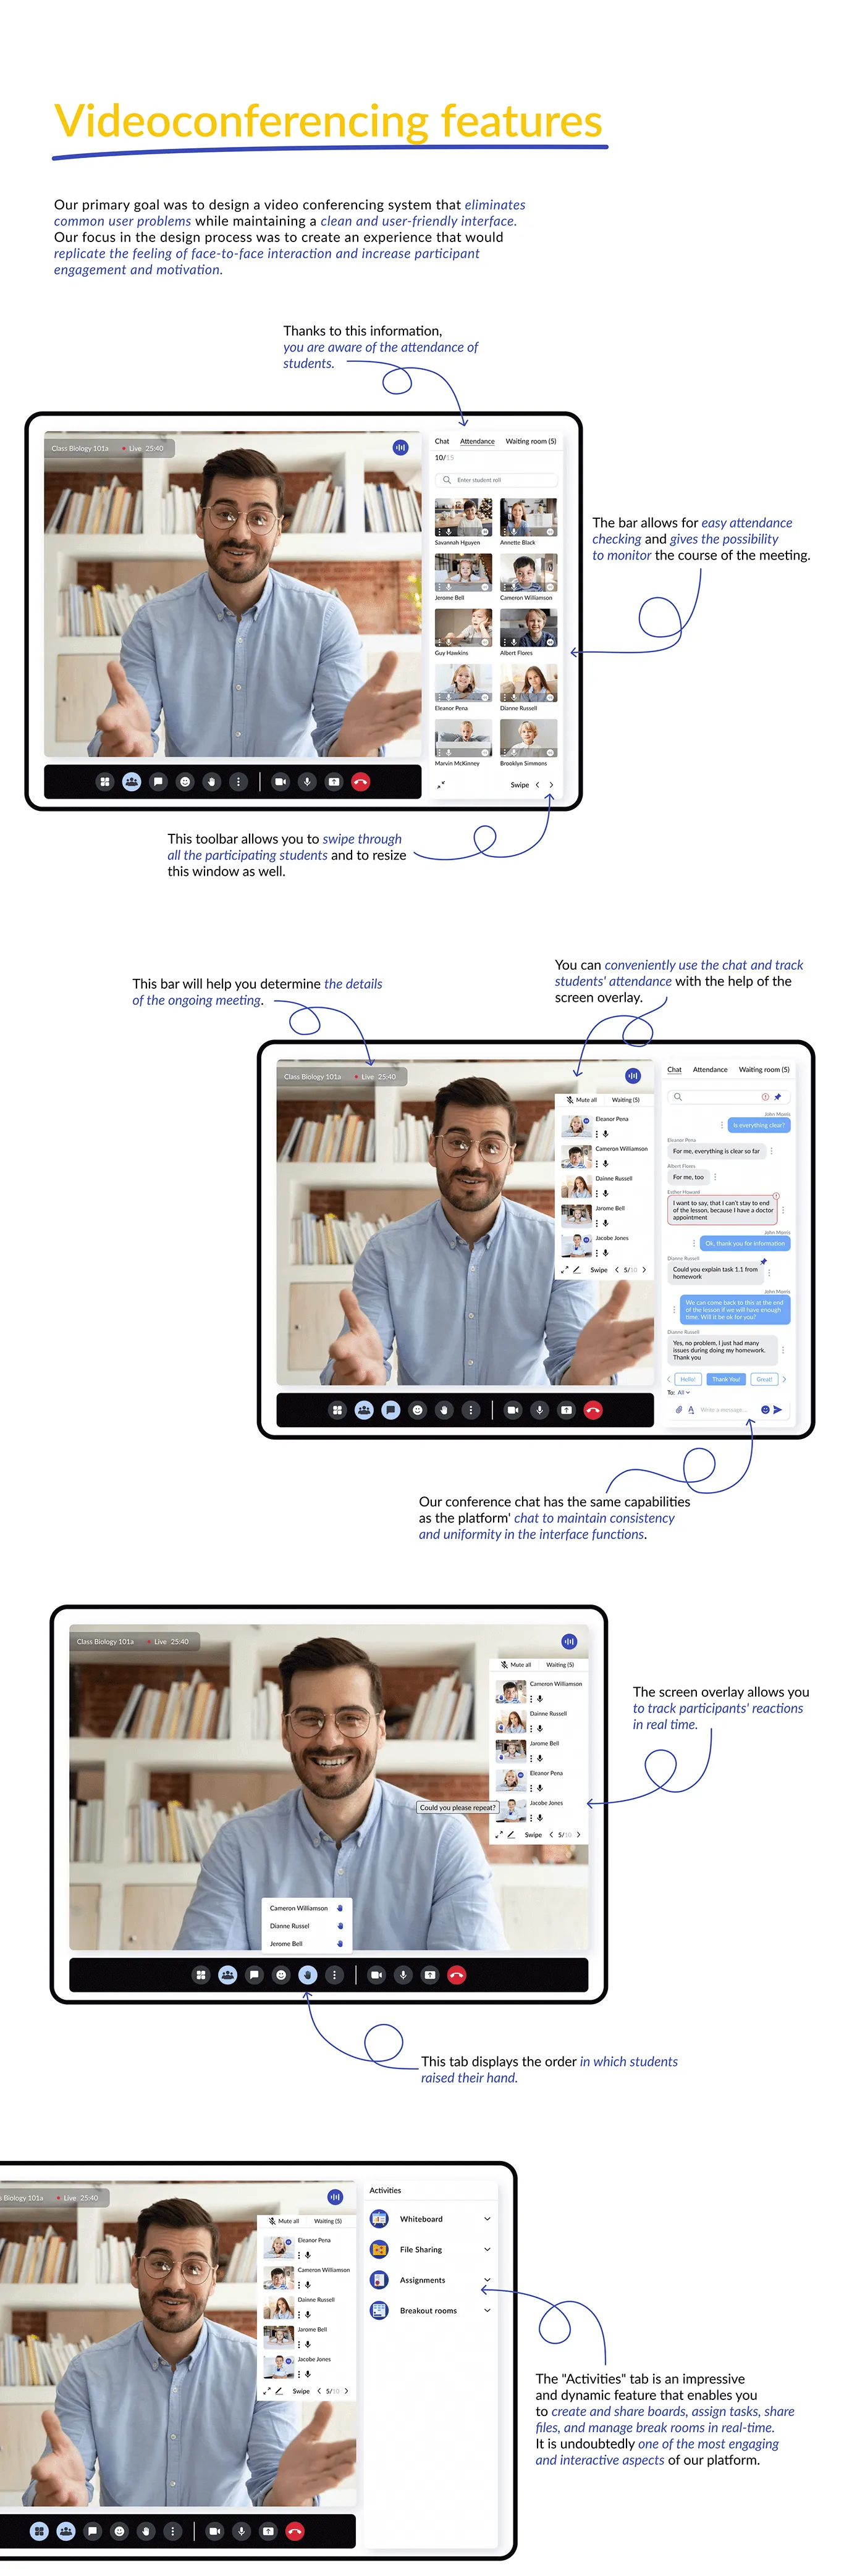 Videoconferencing features
Our primary goal was to design a video conferencing system that eliminates
common user problems while maintaining a clean and user-friendly interface.
Our focus in the design process was to create an experience that would
replicate the feeling of face-to-face interaction and increase participant
engagement and motivation.
Thanks to this information,
you are aware of the attendance of
students.
Class Biology 101a Live 25:40
Chat Attendance Waiting room (5)
10/15
Enter student roll
Savannah Hguyen Annette Black
Jerome Bell Cameron Williamson
Guy Hawkins Albert Flores
Eleanor Pena Dianne Russell
Marvin McKinney Brooklyn Simmons
Swipe
The bar allows for easy attendance
checking and gives the possibility
to monitor the course of the meeting.
This toolbar allows you to swipe through
all the participating students and to resize
this window as well.
This bar will help you determine the details
of the ongoing meeting.
You can conveniently use the chat and track
students' attendance with the help of the
screen overlay.
Class Biology 101a Live 25:40
Mute all Waiting (5)
Eleanor Pena
Cameron Williamson
Dainne Russell
Jarome Bell
Jacobe Jones
Swipe 5/10
Chat Attendance Waiting room (5)
John Morris
Is everything clear?
Eleanor Pena
For me, everything is clear so far
Albert Flores
For me, too
Esther Howard
I want to say, that I can't stay to end
of the lesson, because I have a doctor
appointment
John Morris
Ok, thank you for information
Dianne Russell
Could you explain task 1.1 from
homework
John Morris
We can come back to this at the end
of the lesson if we will have enough
time. Will it be ok for you?
Dianne Russell
Yes, no problem, I just had many
issues during doing my homework.
Thank you
Hello! Thank You! Great!
To: All
Write a message...
Our conference chat has the same capabilities
as the platform' chat to maintain consistency
and uniformity in the interface functions.
Class Biology 101a Live 25:40
Mute all Waiting (5)
Cameron Williamson
Dainne Russell
Jarome Bell
Eleanor Pena
Jacobe Jones
Could you please repeat?
Swipe 5/10
Cameron Williamson
Dianne Russel
Jerome Bell
The screen overlay allows you
to track participants' reactions
in real time.
This tab displays the order in which students
raised their hand.
s Biology 101a Live 25:40
Mute all Waiting (5)
Eleanor Pena
Cameron Williamson
Dainne Russell
Jarome Bell
Jacobe Jones
Swipe 5/10
Activities
Whiteboard
File Sharing
Assignments
Breakout rooms
The "Activities" tab is an impressive
and dynamic feature that enables you
to create and share boards, assign tasks, share
files, and manage break rooms in real-time.
It is undoubtedly one of the most engaging
and interactive aspects of our platform.